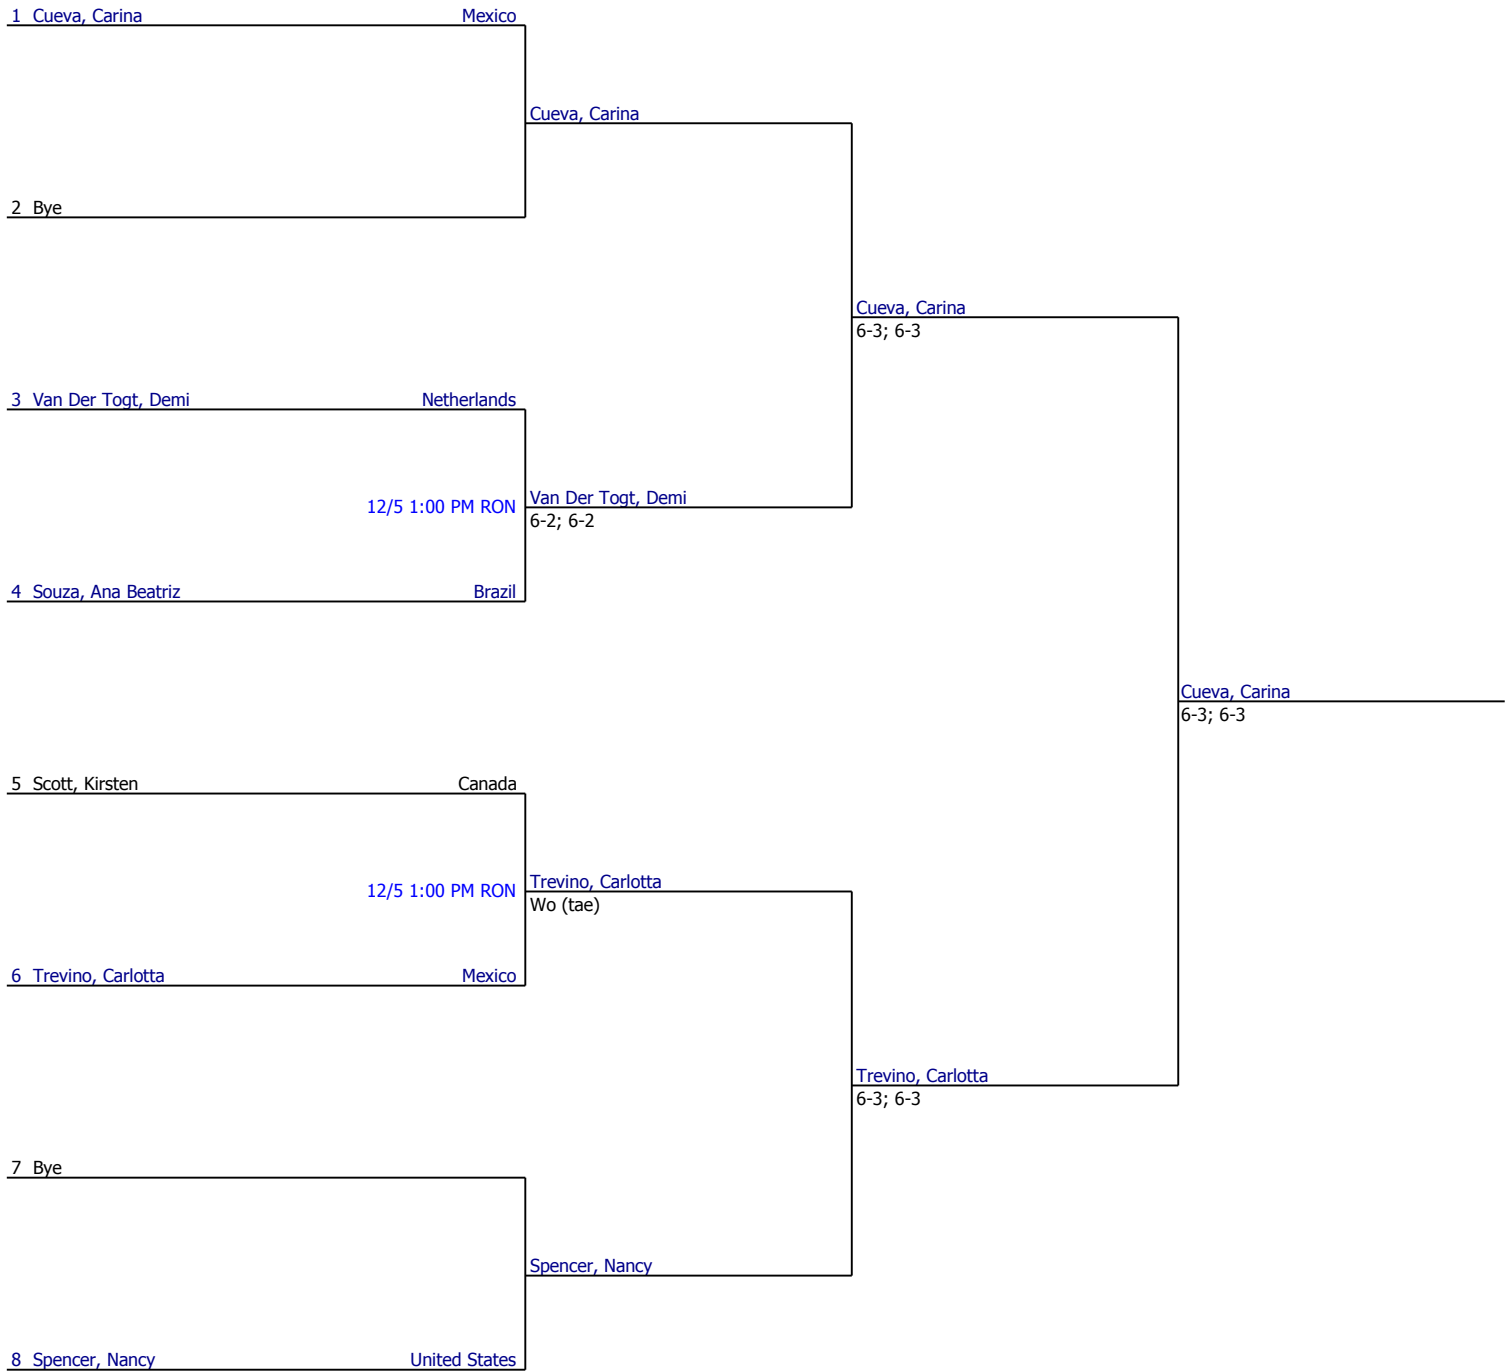 1 Cueva, Carina Mexico
Cueva, Carina
2 Bye
Cueva, Carina
6-3; 6-3
3 Van Der Togt, Demi Netherlands
12/5 1:00 PM RON
Van Der Togt, Demi
6-2; 6-2
4 Souza, Ana Beatriz Brazil
Cueva, Carina
6-3; 6-3
5 Scott, Kirsten Canada
12/5 1:00 PM RON
Trevino, Carlotta
Wo (tae)
6 Trevino, Carlotta Mexico
Trevino, Carlotta
6-3; 6-3
7 Bye
Spencer, Nancy
8 Spencer, Nancy United States